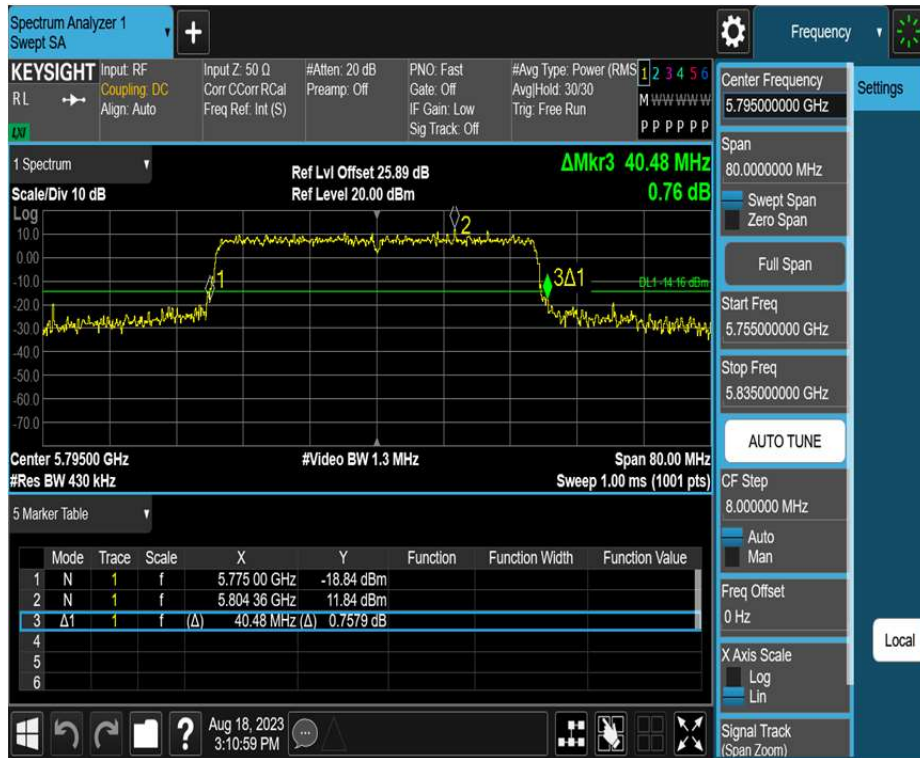 Spectrum Analyzer 1
Swept SA
+
Frequency
KEYSIGHT
RL
LXI
Input: RF
Coupling: DC
Align: Auto
Input Z: 50 Ω
Corr CCorr RCal
Freq Ref: Int (S)
#Atten: 20 dB
Preamp: Off
PNO: Fast
Gate: Off
IF Gain: Low
Sig Track: Off
#Avg Type: Power (RMS
Avg|Hold: 30/30
Trig: Free Run
1 2 3 4 5 6
M W W W W W
P P P P P P
Center Frequency
5.795000000 GHz
Settings
Span
80.0000000 MHz
Swept Span
Zero Span
Full Span
Start Freq
5.755000000 GHz
Stop Freq
5.835000000 GHz
AUTO TUNE
CF Step
8.000000 MHz
Auto
Man
Freq Offset
0 Hz
X Axis Scale
Log
Lin
Signal Track
(Span Zoom)
Local
1 Spectrum
Scale/Div 10 dB
Ref Lvl Offset 25.89 dB
Ref Level 20.00 dBm
ΔMkr3 40.48 MHz
0.76 dB
Log
10.0
0.00
-10.0
-20.0
-30.0
-40.0
-50.0
-60.0
-70.0
2
1
3Δ1
DL1 -14.16 dBm
Center 5.79500 GHz
#Video BW 1.3 MHz
Span 80.00 MHz
#Res BW 430 kHz
Sweep 1.00 ms (1001 pts)
5 Marker Table
Mode Trace Scale X Y Function Function Width Function Value
1 N 1 f 5.775 00 GHz -18.84 dBm
2 N 1 f 5.804 36 GHz 11.84 dBm
3 Δ1 1 f (Δ) 40.48 MHz (Δ) 0.7579 dB
4
5
6
?
Aug 18, 2023
3:10:59 PM